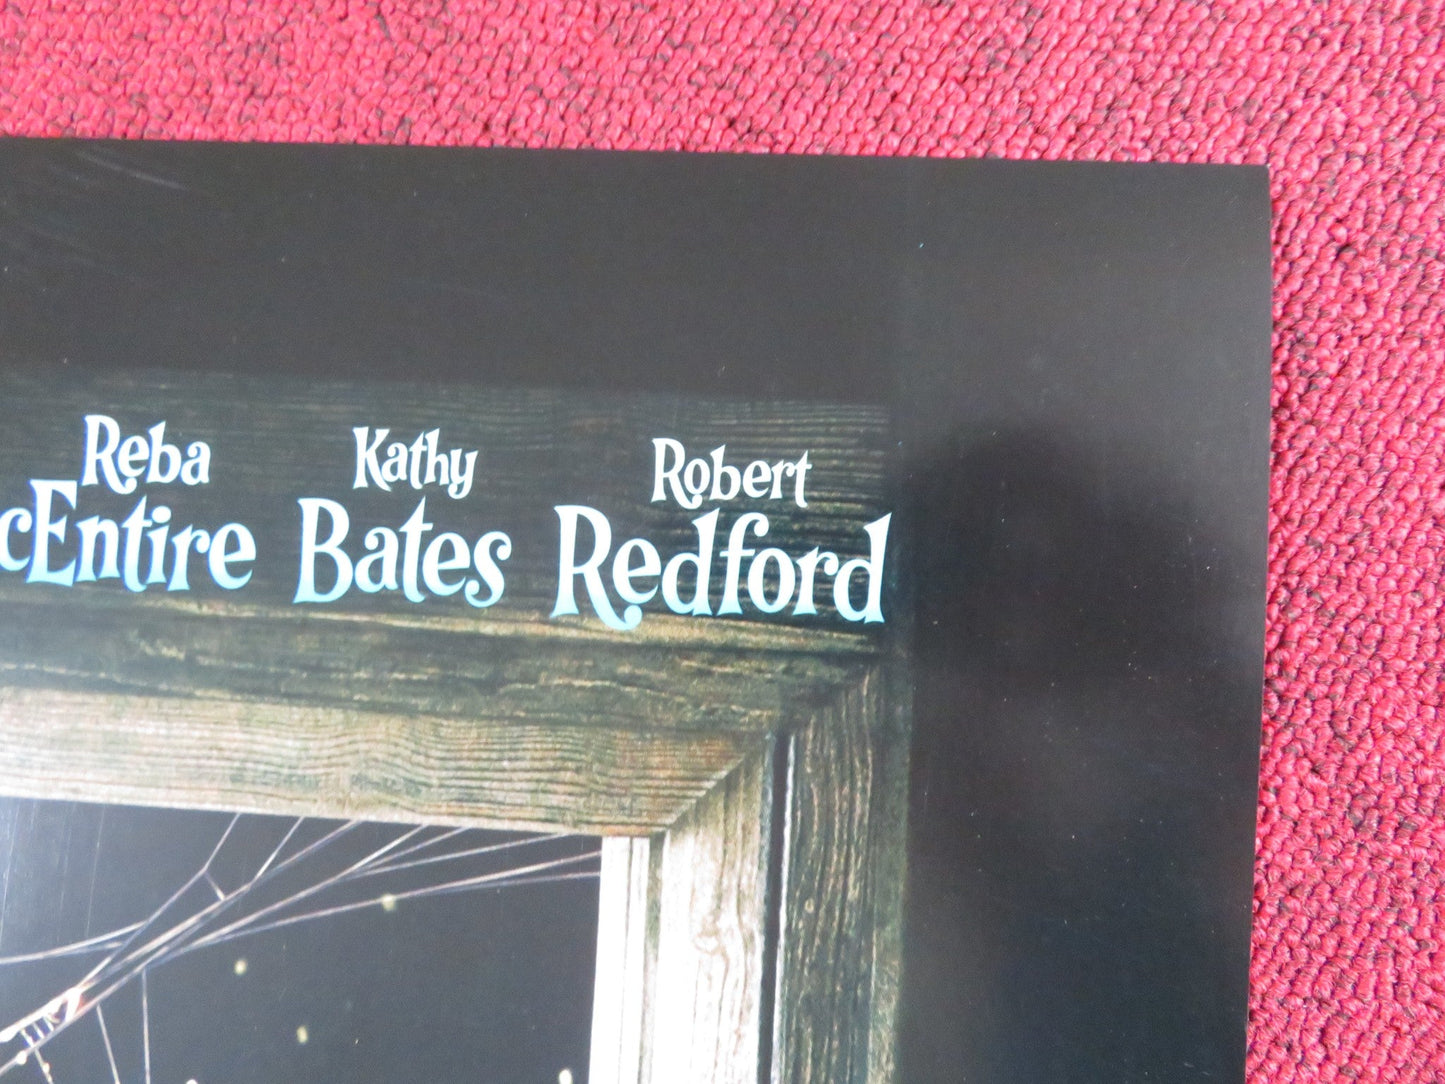 Reba Kathy Robert
cEntire Bates Redford